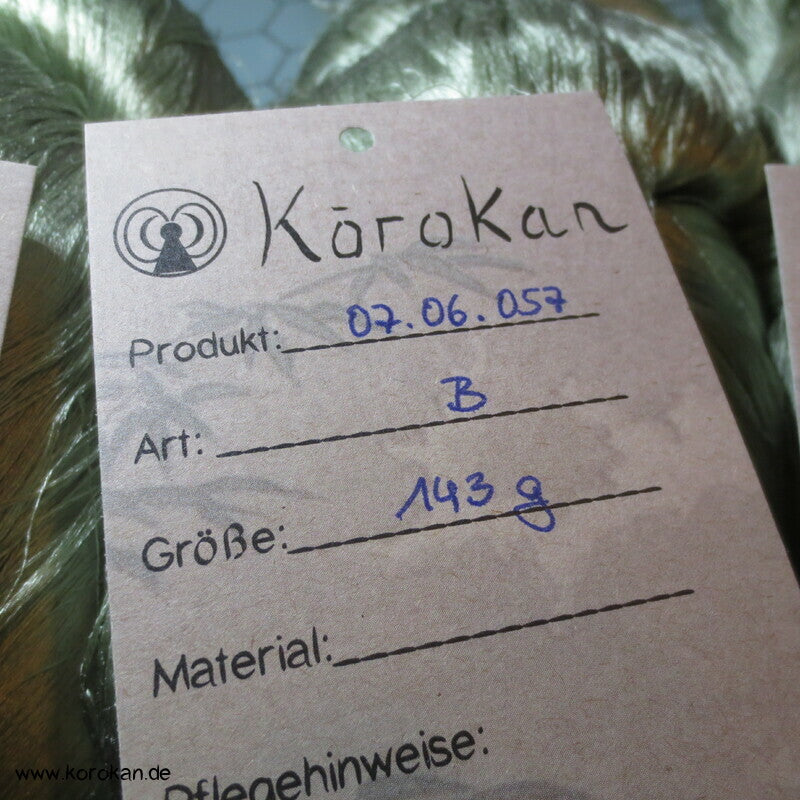 Kōrokan
Produkt: 07.06.057
Art: B
Größe: 143 g
Material:
Pflegehinweise:
www.korokan.de